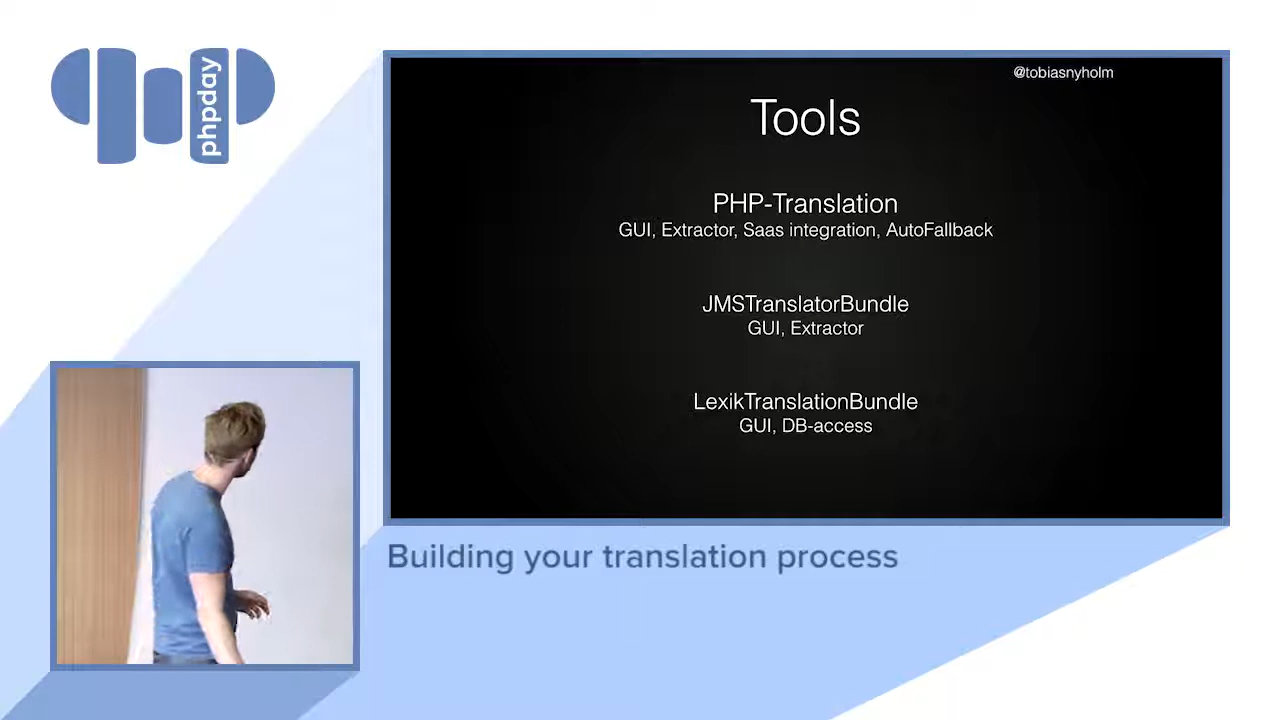 phpday
@tobiasnyholm
Tools
PHP-Translation
GUI, Extractor, Saas integration, AutoFallback
JMSTranslatorBundle
GUI, Extractor
LexikTranslationBundle
GUI, DB-access
Building your translation process